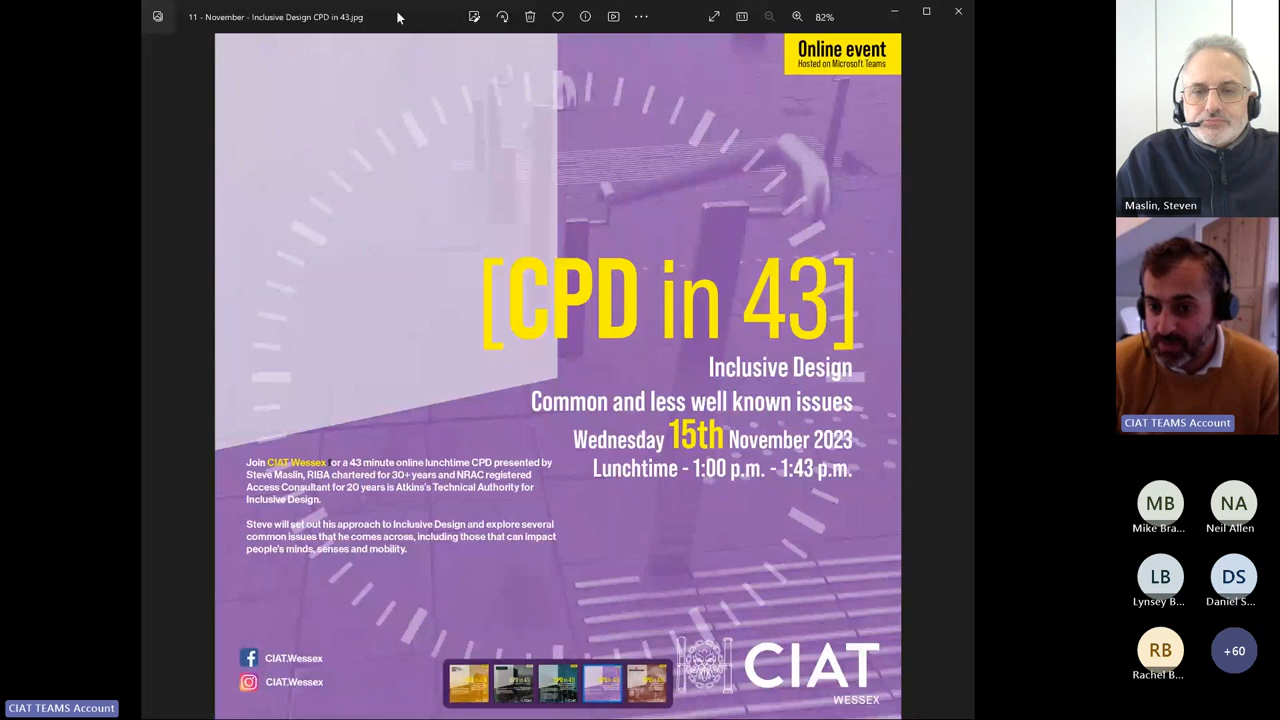 11 - November - Inclusive Design CPD in 43.jpg
82%
Online event
Hosted on Microsoft Teams
[CPD in 43]
Inclusive Design
Common and less well known issues
Wednesday 15th November 2023
Lunchtime - 1:00 p.m. - 1:43 p.m.
Join CIAT Wessex for a 43 minute online lunchtime CPD presented by
Steve Maslin, RIBA chartered for 30+ years and NRAC registered
Access Consultant for 20 years is Atkins's Technical Authority for
Inclusive Design.
Steve will set out his approach to Inclusive Design and explore several
common issues that he comes across, including those that can impact
people's minds, senses and mobility.
CIAT.Wessex
CIAT.Wessex
CIAT
WESSEX
CIAT TEAMS Account
Maslin, Steven
CIAT TEAMS Account
MB
NA
Mike Bra...
Neil Allen
LB
DS
Lynsey B...
Daniel S...
RB
+60
Rachel B...